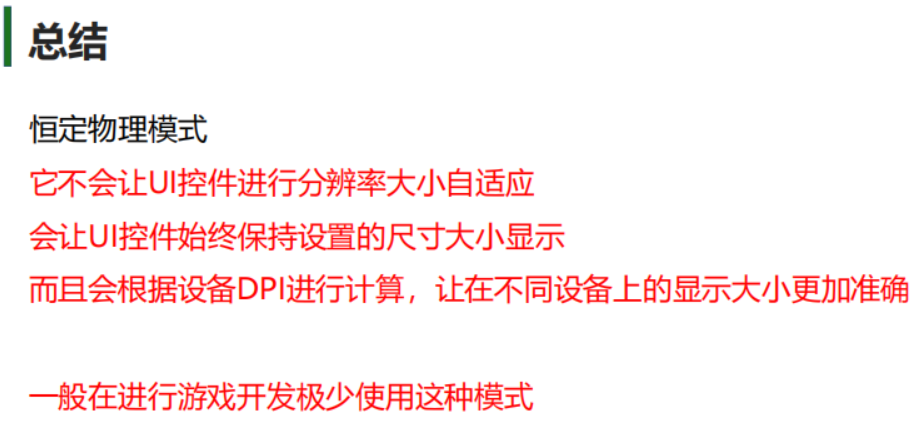 总结
恒定物理模式
它不会让UI控件进行分辨率大小自适应
会让UI控件始终保持设置的尺寸大小显示
而且会根据设备DPI进行计算，让在不同设备上的显示大小更加准确
一般在进行游戏开发极少使用这种模式